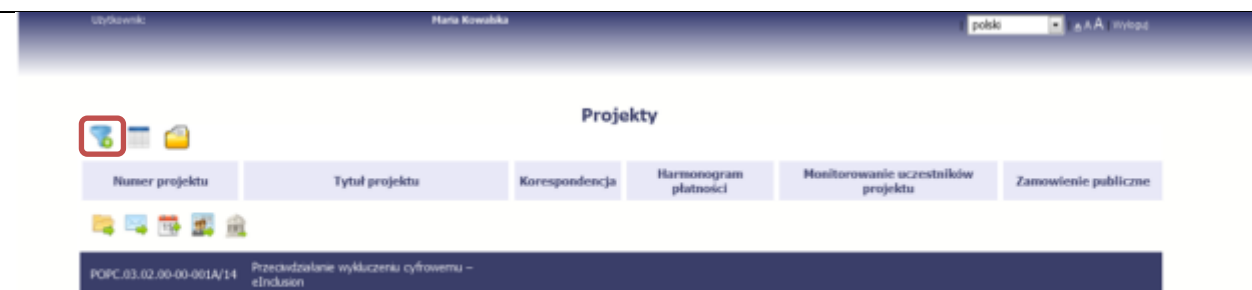 Użytkownik: Maria Kowalska | polski | A A A | Wyloguj
Projekty
Numer projektu Tytuł projektu Korespondencja Harmonogram płatności Monitorowanie uczestników projektu Zamowienie publiczne
POPC.03.02.00-00-001A/14 Przeciwdziałanie wykluczeniu cyfrowemu –
eInclusion